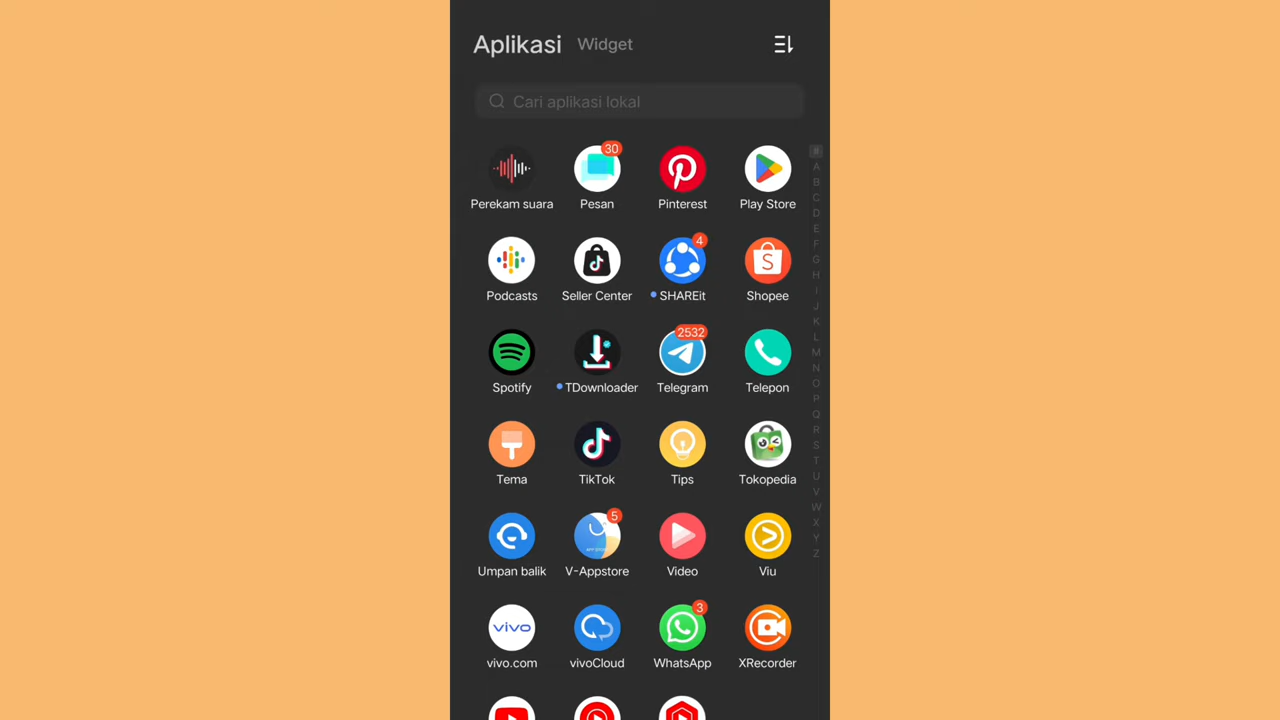 Aplikasi Widget
Cari aplikasi lokal
30
Perekam suara Pesan Pinterest Play Store
4
Podcasts Seller Center SHAREit Shopee
2532
Spotify TDownloader Telegram Telepon
Tema TikTok Tips Tokopedia
5
Umpan balik V-Appstore Video Viu
vivo
3
vivo.com vivoCloud WhatsApp XRecorder
#
A
B
C
D
E
F
G
H
I
J
K
L
M
N
O
P
Q
R
S
T
U
V
W
X
Y
Z